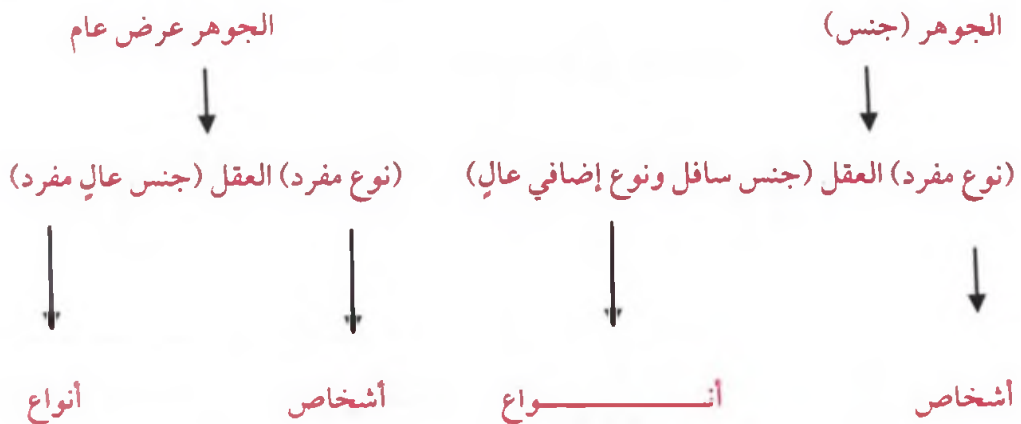 الجوهر (جنس) الجوهر عرض عام
(نوع مفرد) العقل (جنس سافل ونوع إضافي عالٍ) (نوع مفرد) العقل (جنس عالٍ مفرد)
أشخاص أنـــــــواع أشخاص أنواع